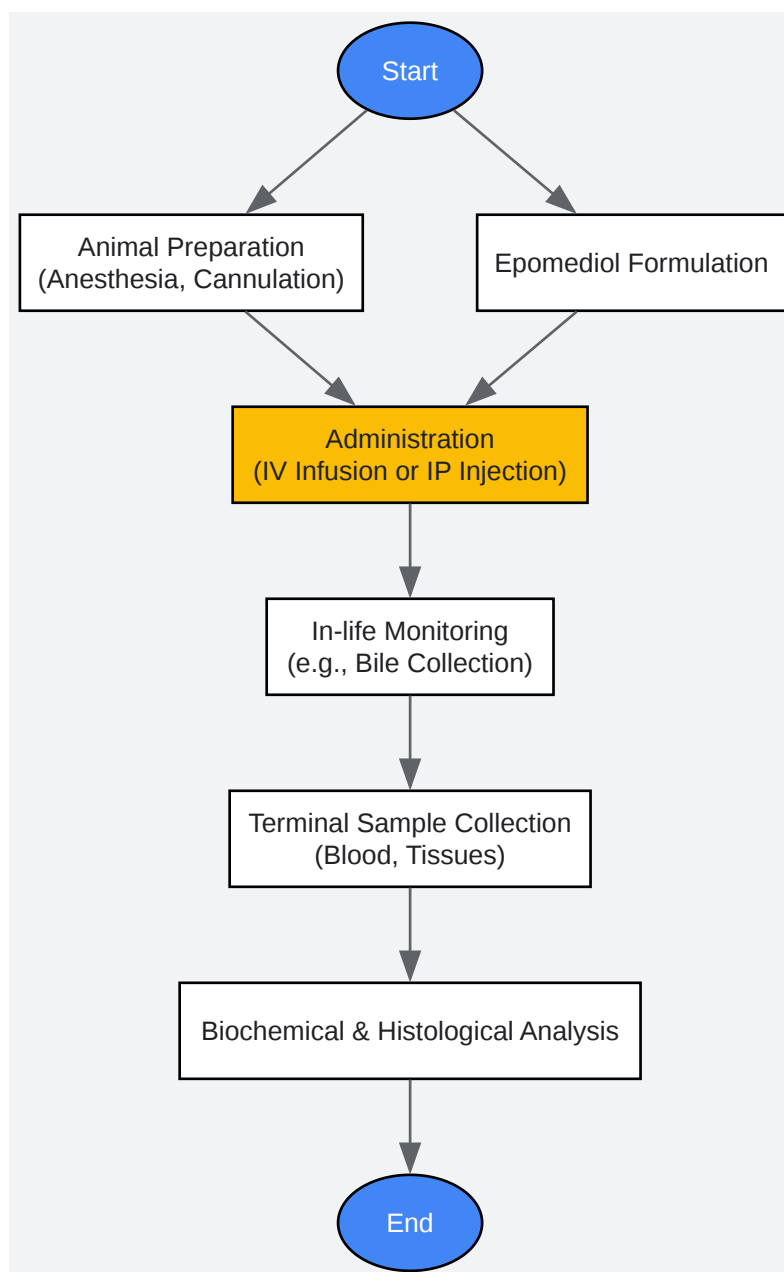 Start
Animal Preparation
(Anesthesia, Cannulation)
Epomediol Formulation
Administration
(IV Infusion or IP Injection)
In-life Monitoring
(e.g., Bile Collection)
Terminal Sample Collection
(Blood, Tissues)
Biochemical & Histological Analysis
End